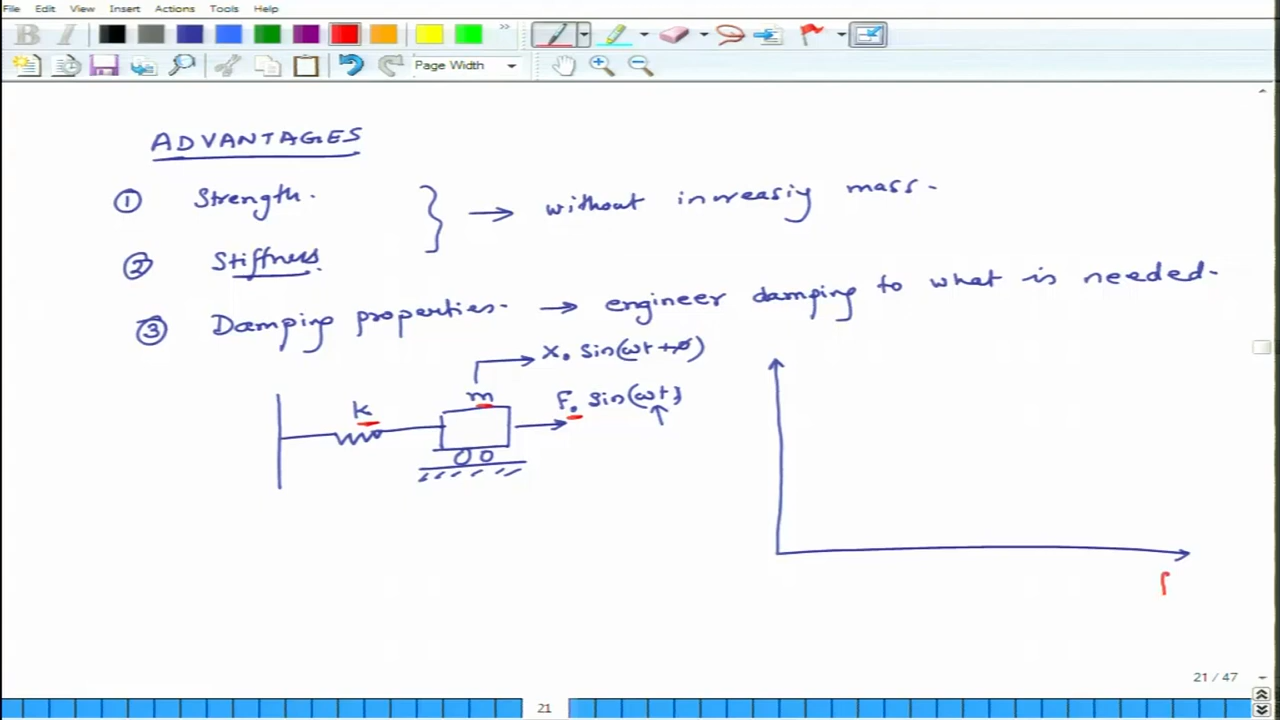 File Edit View Insert Actions Tools Help
B I
Page Width
ADVANTAGES
① Strength. } → without increasiy mass.
② Stiffness.
③ Damping properties. → engineer damping to what is needed.
X₀ sin(ωt+ø)
k m F₀ sin(ωt)
21 / 47
21